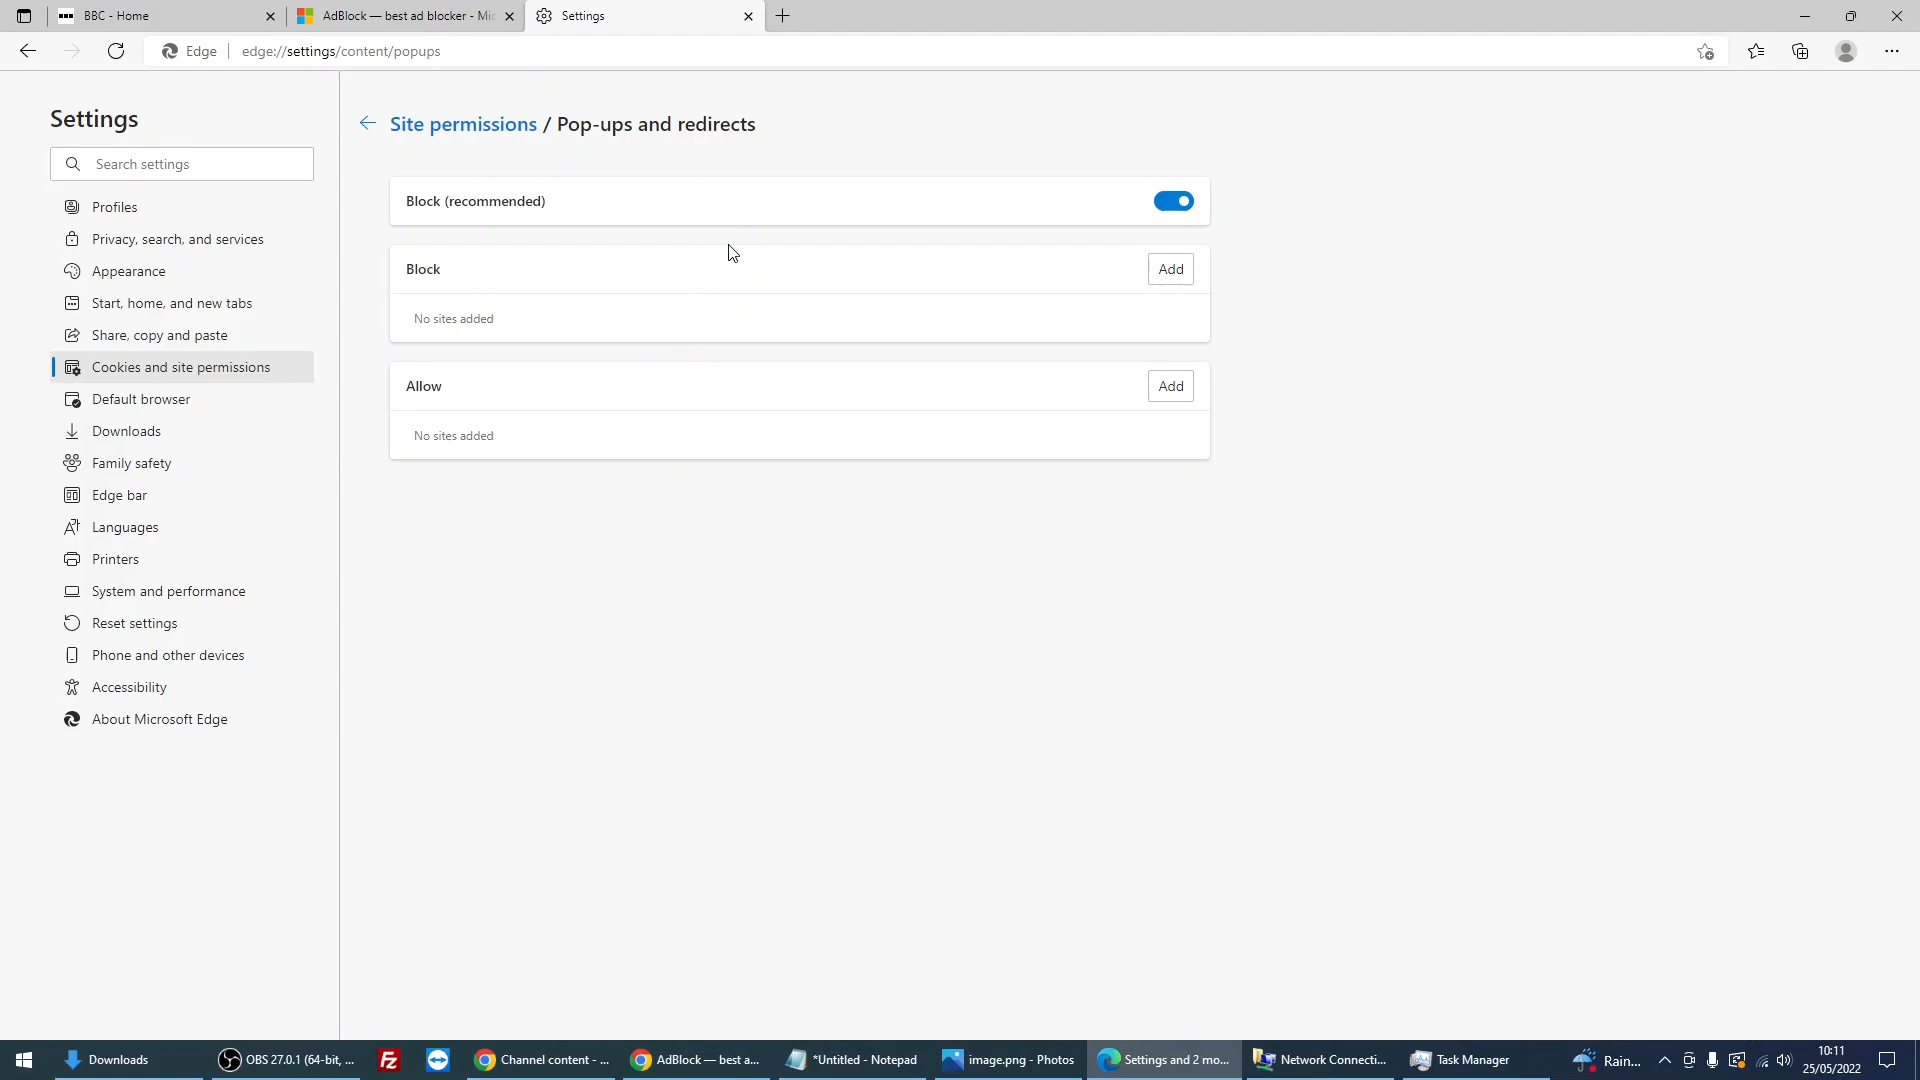 BBC - Home
AdBlock — best ad blocker - Mic
Settings
Edge
edge://settings/content/popups
Settings
Search settings
Profiles
Privacy, search, and services
Appearance
Start, home, and new tabs
Share, copy and paste
Cookies and site permissions
Default browser
Downloads
Family safety
Edge bar
Languages
Printers
System and performance
Reset settings
Phone and other devices
Accessibility
About Microsoft Edge
Site permissions / Pop-ups and redirects
Block (recommended)
Block
Add
No sites added
Allow
Add
No sites added
Downloads
OBS 27.0.1 (64-bit, ...
Channel content - ...
AdBlock — best a...
*Untitled - Notepad
image.png - Photos
Settings and 2 mo...
Network Connecti...
Task Manager
Rain...
10:11
25/05/2022